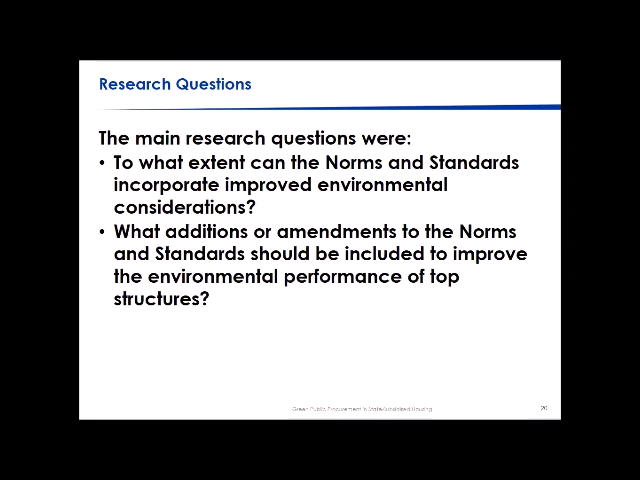 Research Questions
The main research questions were:
• To what extent can the Norms and Standards
incorporate improved environmental
considerations?
• What additions or amendments to the Norms
and Standards should be included to improve
the environmental performance of top
structures?
Green Public Procurement in State-Subsidised Housing
20